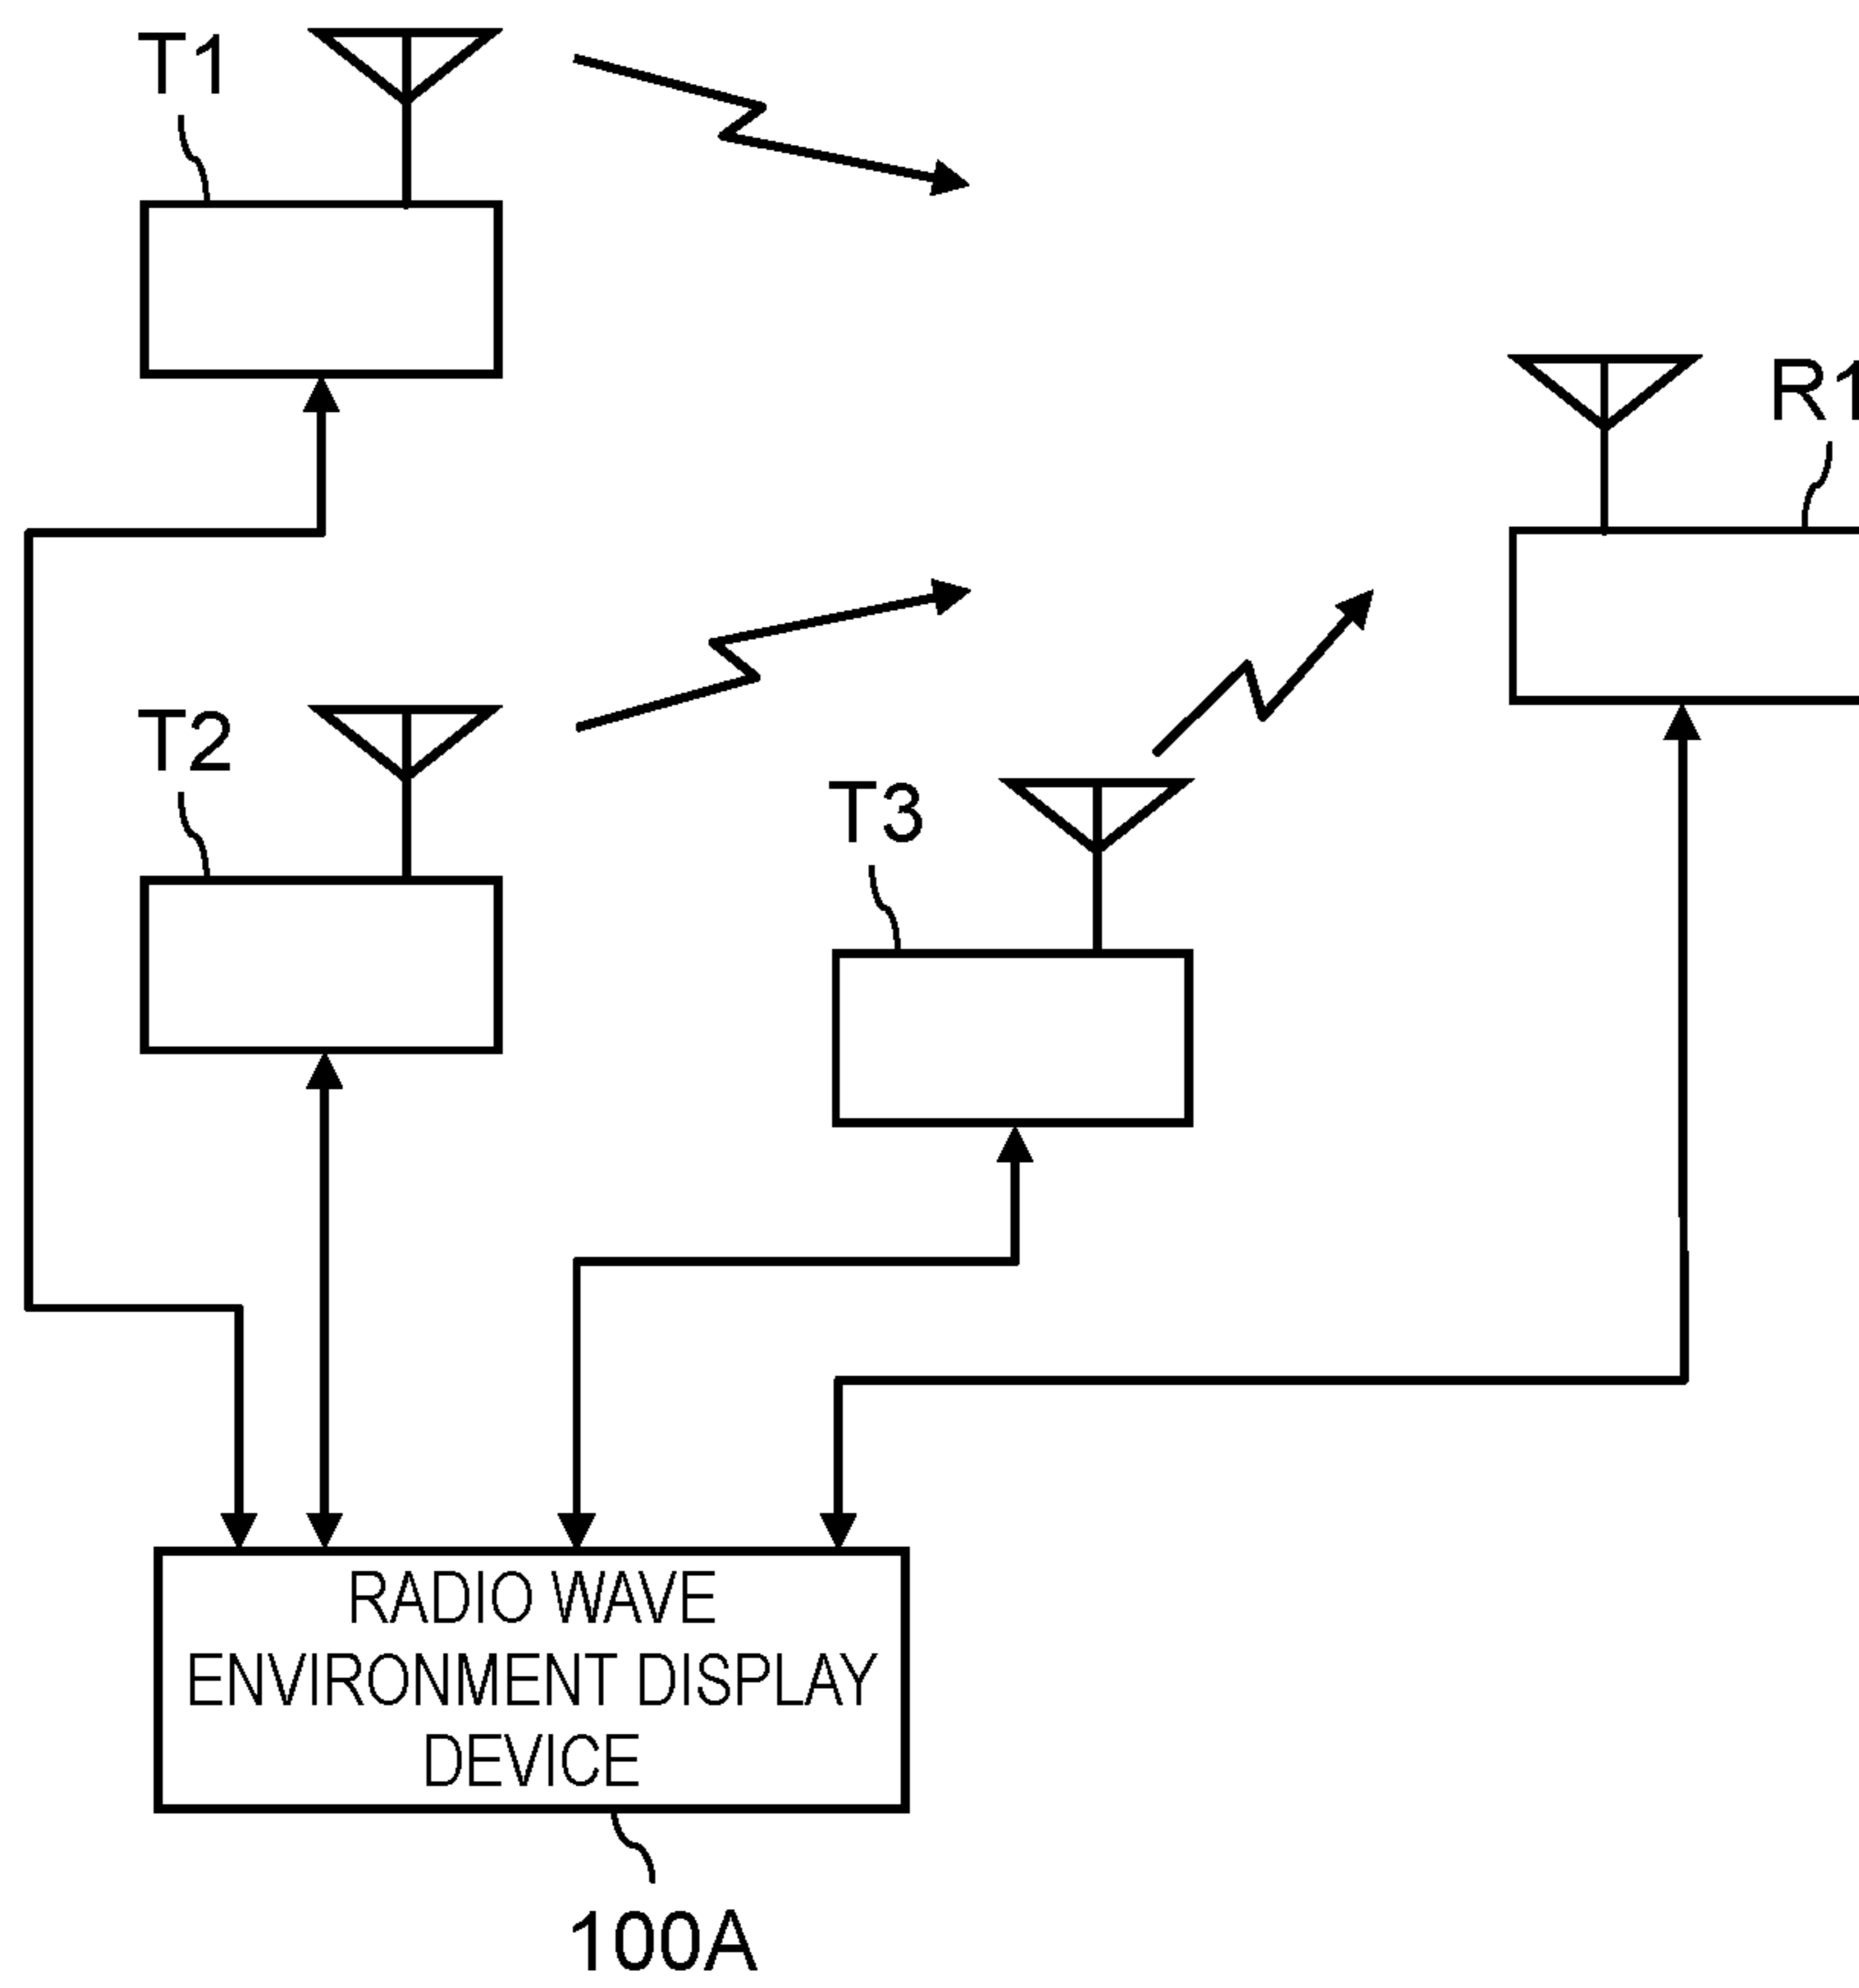 T1
R1
T2
T3
RADIO WAVE
ENVIRONMENT DISPLAY
DEVICE
100A